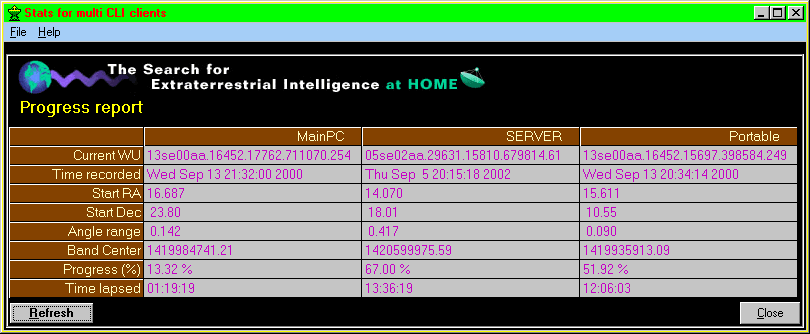 Stats for multi CLI clients
File Help
The Search for
Extraterrestrial Intelligence at HOME
Progress report
MainPC SERVER Portable
Current WU 13se00aa.16452.17762.711070.254 05se02aa.29631.15810.679814.61 13se00aa.16452.15697.398584.249
Time recorded Wed Sep 13 21:32:00 2000 Thu Sep 5 20:15:18 2002 Wed Sep 13 20:34:14 2000
Start RA 16.687 14.070 15.611
Start Dec 23.80 18.01 10.55
Angle range 0.142 0.417 0.090
Band Center 1419984741.21 1420599975.59 1419935913.09
Progress (%) 13.32 % 67.00 % 51.92 %
Time lapsed 01:19:19 13:36:19 12:06:03
Refresh Close